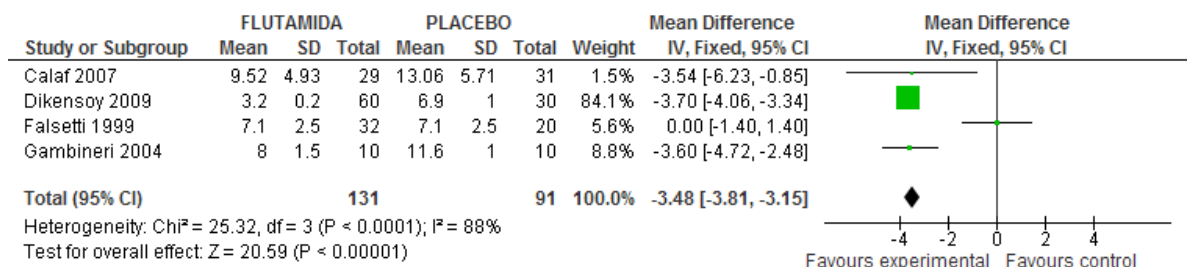 FLUTAMIDA PLACEBO Mean Difference Mean Difference
Study or Subgroup Mean SD Total Mean SD Total Weight IV, Fixed, 95% CI IV, Fixed, 95% CI
Calaf 2007 9.52 4.93 29 13.06 5.71 31 1.5% -3.54 [-6.23, -0.85]
Dikensoy 2009 3.2 0.2 60 6.9 1 30 84.1% -3.70 [-4.06, -3.34]
Falsetti 1999 7.1 2.5 32 7.1 2.5 20 5.6% 0.00 [-1.40, 1.40]
Gambineri 2004 8 1.5 10 11.6 1 10 8.8% -3.60 [-4.72, -2.48]
Total (95% CI) 131 91 100.0% -3.48 [-3.81, -3.15]
Heterogeneity: Chi² = 25.32, df = 3 (P < 0.0001); I² = 88%
Test for overall effect: Z = 20.59 (P < 0.00001)
-4 -2 0 2 4
Favours experimental Favours control